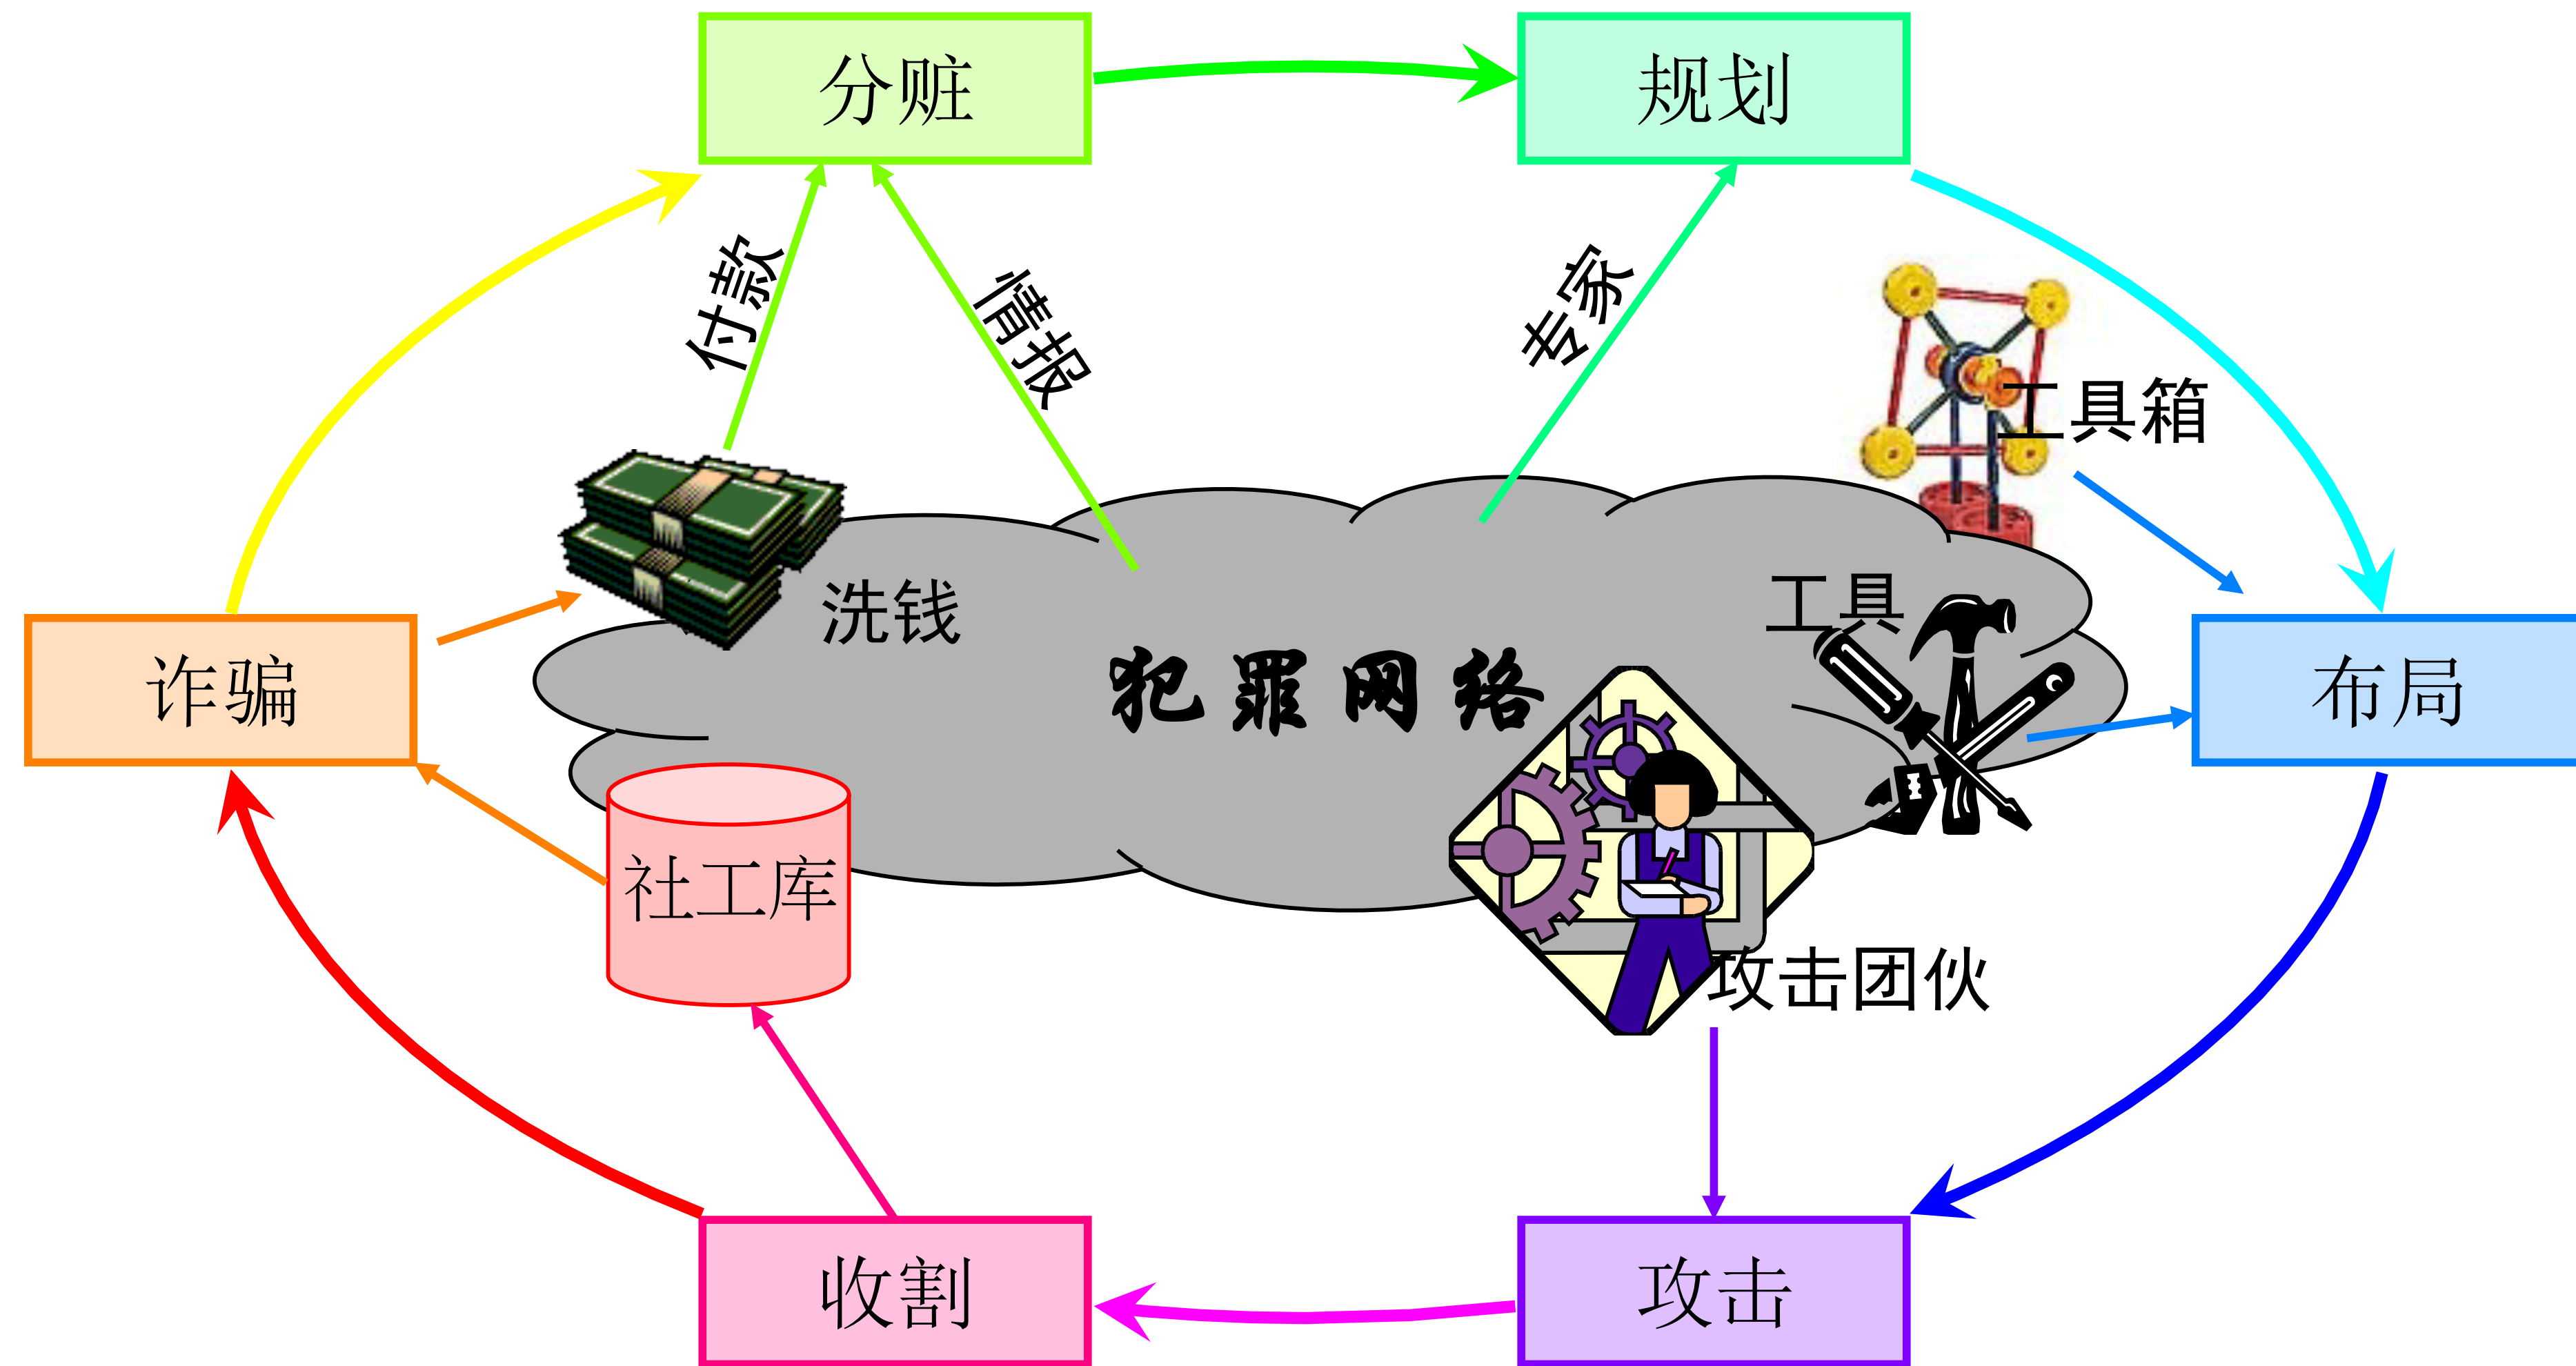 分赃
规划
付款
情报
专家
工具箱
洗钱
工具
诈骗
犯罪网络
布局
社工库
攻击团伙
收割
攻击